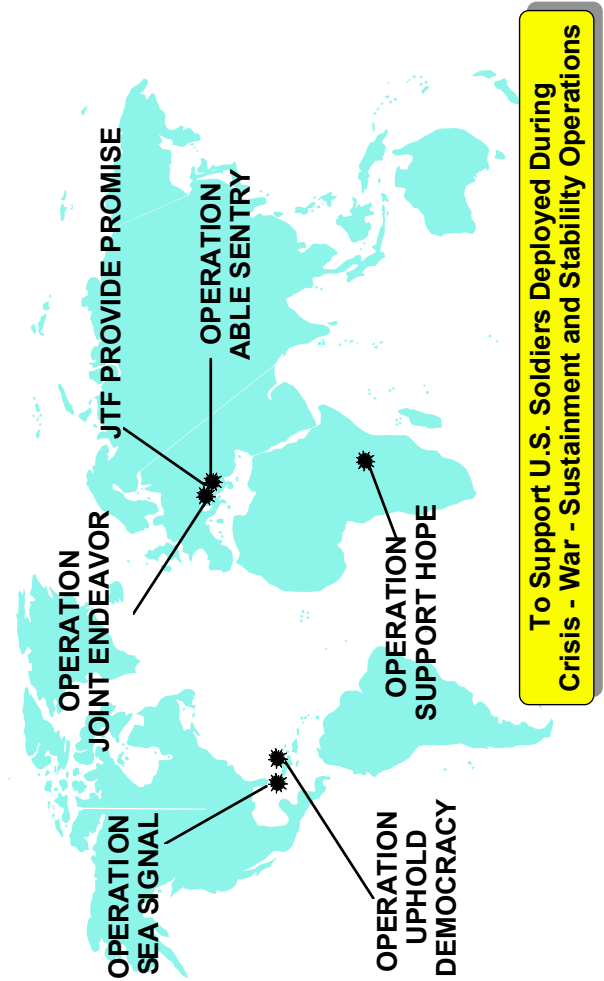 OPERATION
SEA SIGNAL
OPERATION
JOINT ENDEAVOR
JTF PROVIDE PROMISE
OPERATION
ABLE SENTRY
OPERATION
UPHOLD
DEMOCRACY
OPERATION
SUPPORT HOPE
To Support U.S. Soldiers Deployed During
Crisis - War - Sustainment and Stabililty Operations